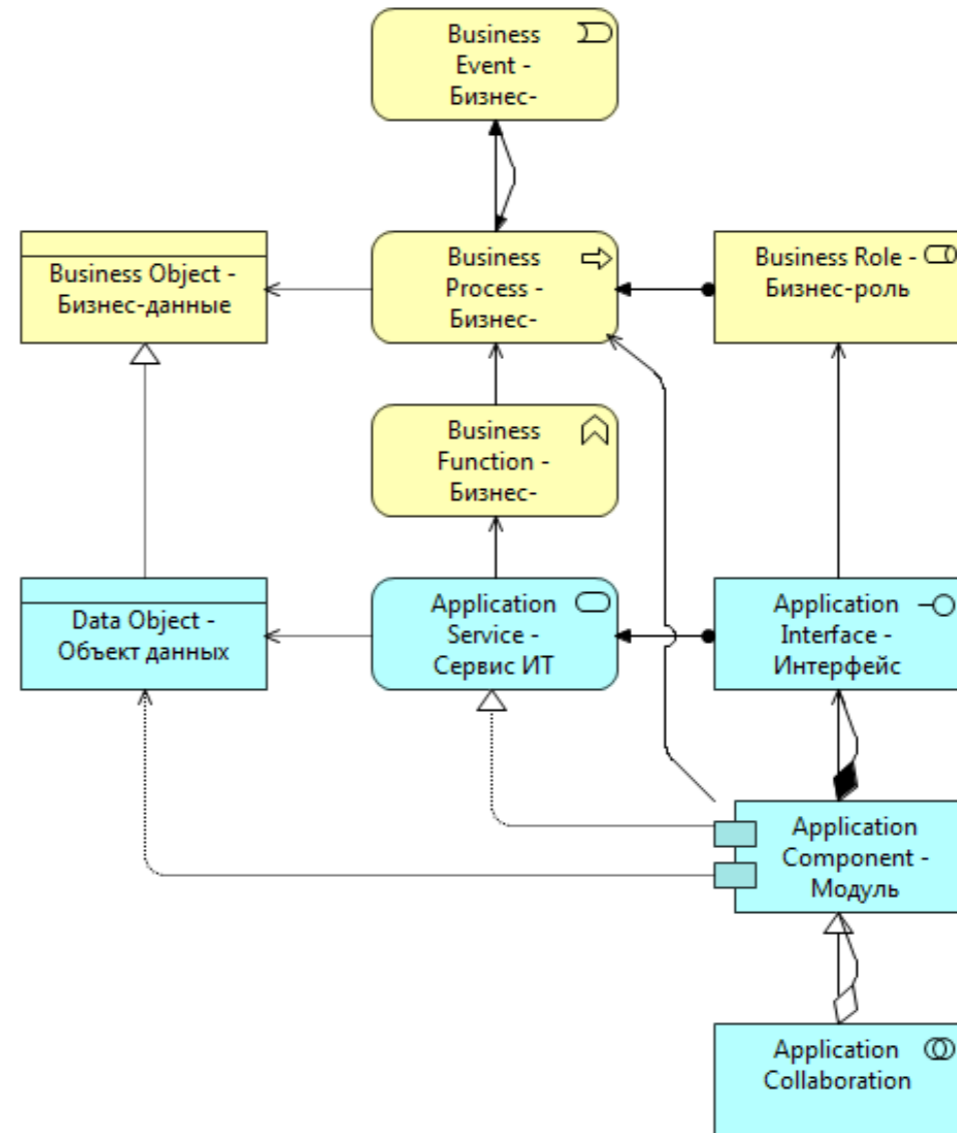 Business
Event -
Бизнес-
Business Object -
Бизнес-данные
Business
Process -
Бизнес-
Business Role -
Бизнес-роль
Business
Function -
Бизнес-
Data Object -
Объект данных
Application
Service -
Сервис ИТ
Application
Interface -
Интерфейс
Application
Component -
Модуль
Application
Collaboration